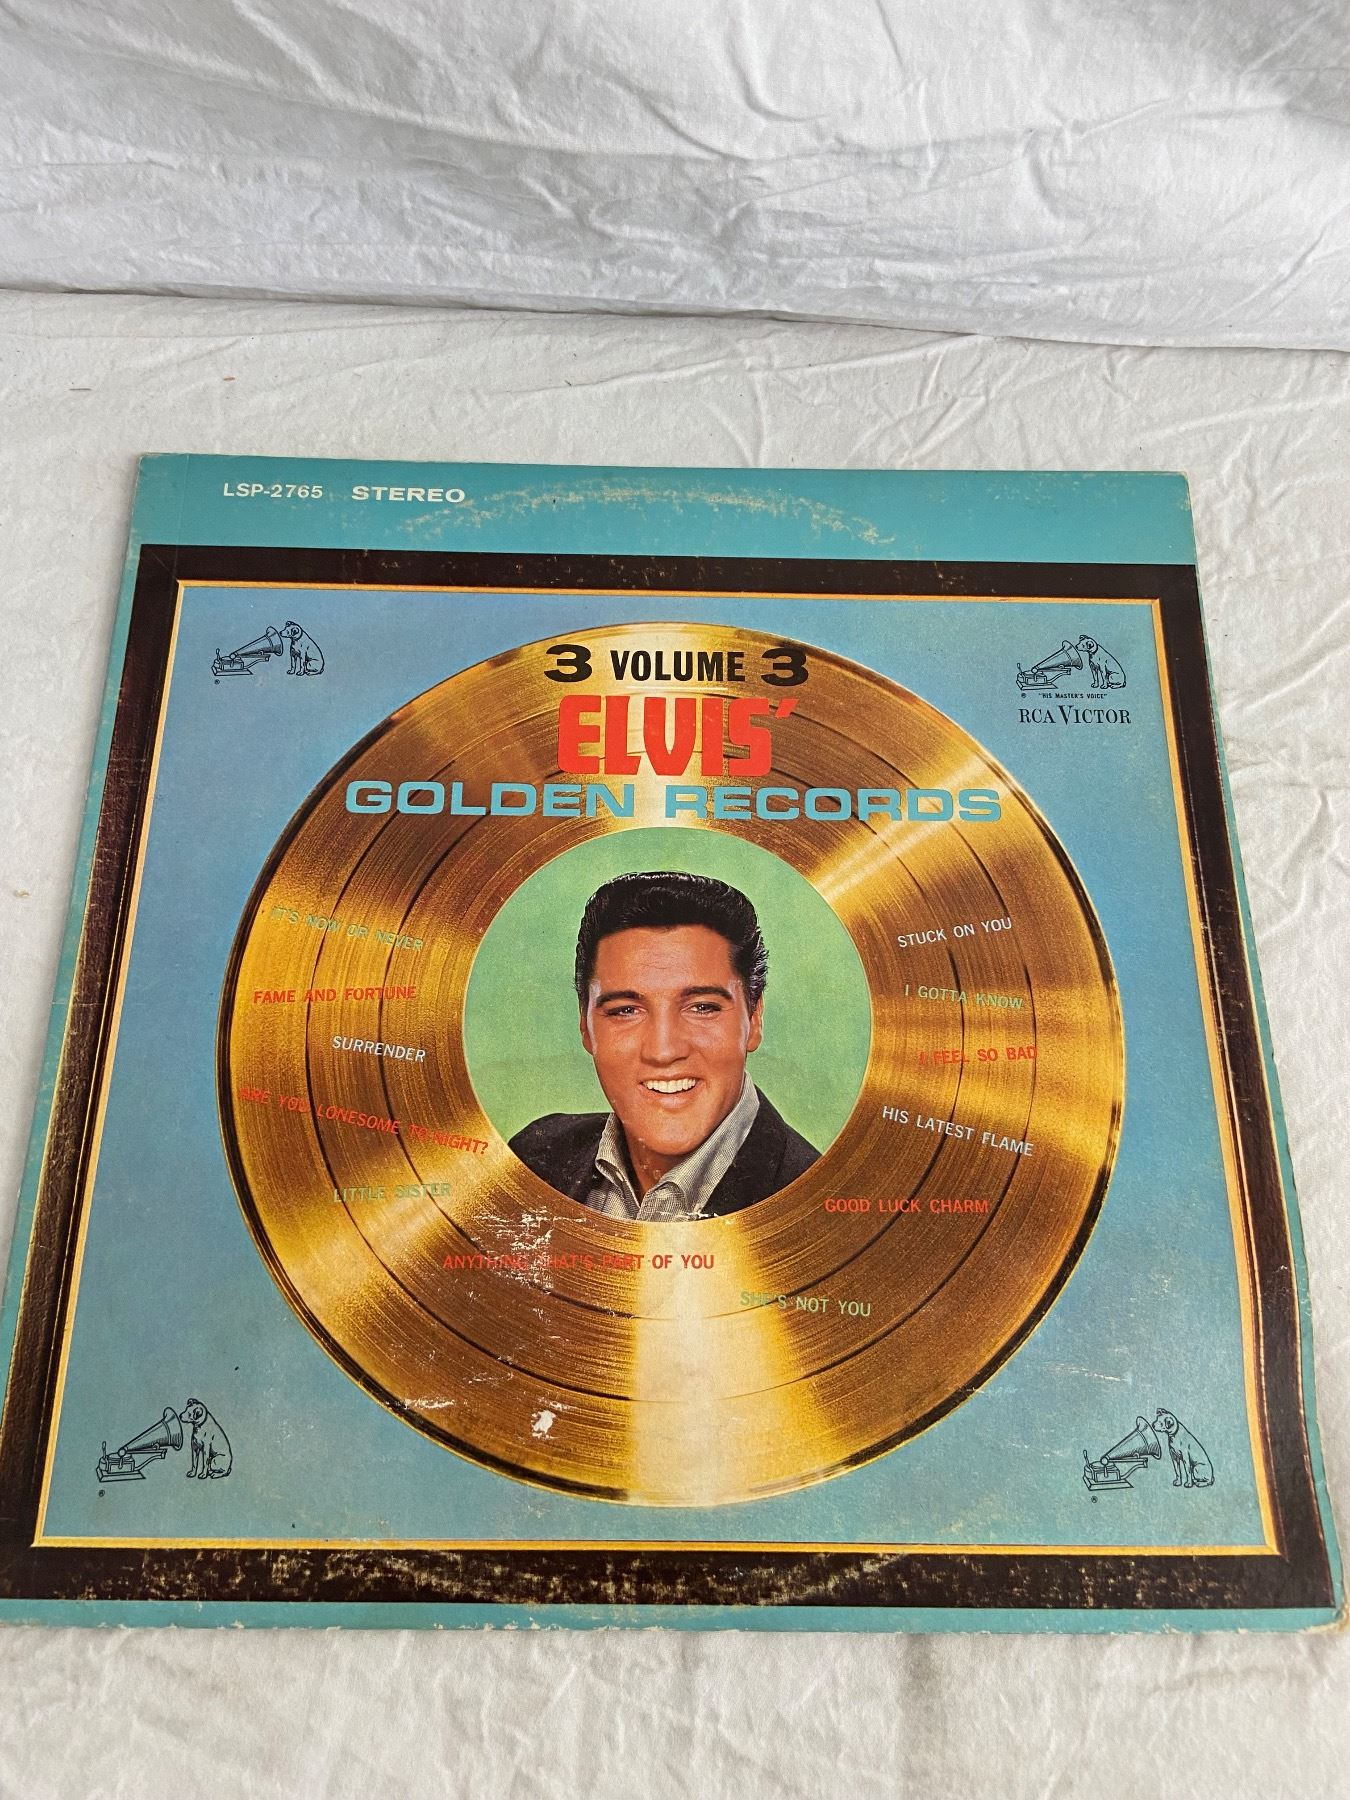 LSP-2765 STEREO
3 VOLUME 3
ELVIS'
GOLDEN RECORDS
®
®
"HIS MASTER'S VOICE"
RCA VICTOR
IT'S NOW OR NEVER
FAME AND FORTUNE
SURRENDER
ARE YOU LONESOME TO-NIGHT?
LITTLE SISTER
ANYTHING THAT'S PART OF YOU
STUCK ON YOU
I GOTTA KNOW
I FEEL SO BAD
HIS LATEST FLAME
GOOD LUCK CHARM
SHE'S NOT YOU
®
®